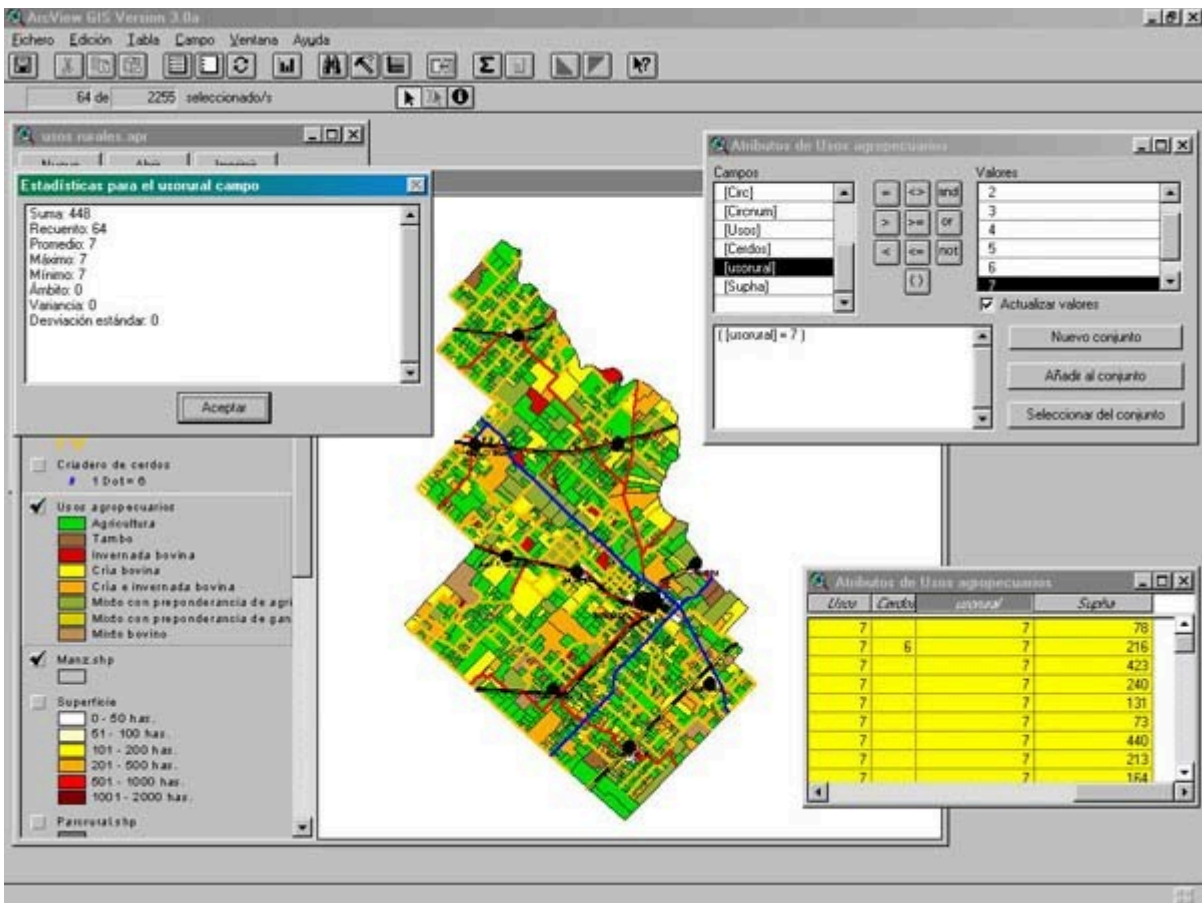 ArcView GIS Version 3.0a
Fichero Edición Tabla Campo Ventana Ayuda
64 de 2255 seleccionado/s
usos rurales.apr
Nuevo Abrir Imprimir
Estadísticas para el usorural campo
Suma: 448
Recuento: 64
Promedio: 7
Máximo: 7
Mínimo: 7
Ámbito: 0
Variancia: 0
Desviación estándar: 0
Aceptar
Atributos de Usos agropecuarios
Campos
[Circ]
[Circnum]
[Usos]
[Cerdos]
[usorural]
[Supha]
= <> and
> >= or
< <= not
()
Valores
2
3
4
5
6
7
Actualizar valores
([usorural] = 7 )
Nuevo conjunto
Añadir al conjunto
Seleccionar del conjunto
Criadero de cerdos
1 Dot = 6
Usos agropecuarios
Agricultura
Tambo
Invernada bovina
Cria bovina
Cria e invernada bovina
Mixto con preponderancia de agri
Mixto con preponderancia de gan
Mixto bovino
Manz.shp
Superficie
0 - 50 has.
51 - 100 has.
101 - 200 has.
201 - 500 has.
501 - 1000 has.
1001 - 2000 has.
Parcrural.shp
Atributos de Usos agropecuarios
Usos Cerdos usorural Supha
7 7 78
7 6 7 216
7 7 423
7 7 240
7 7 131
7 7 73
7 7 440
7 7 213
7 7 164